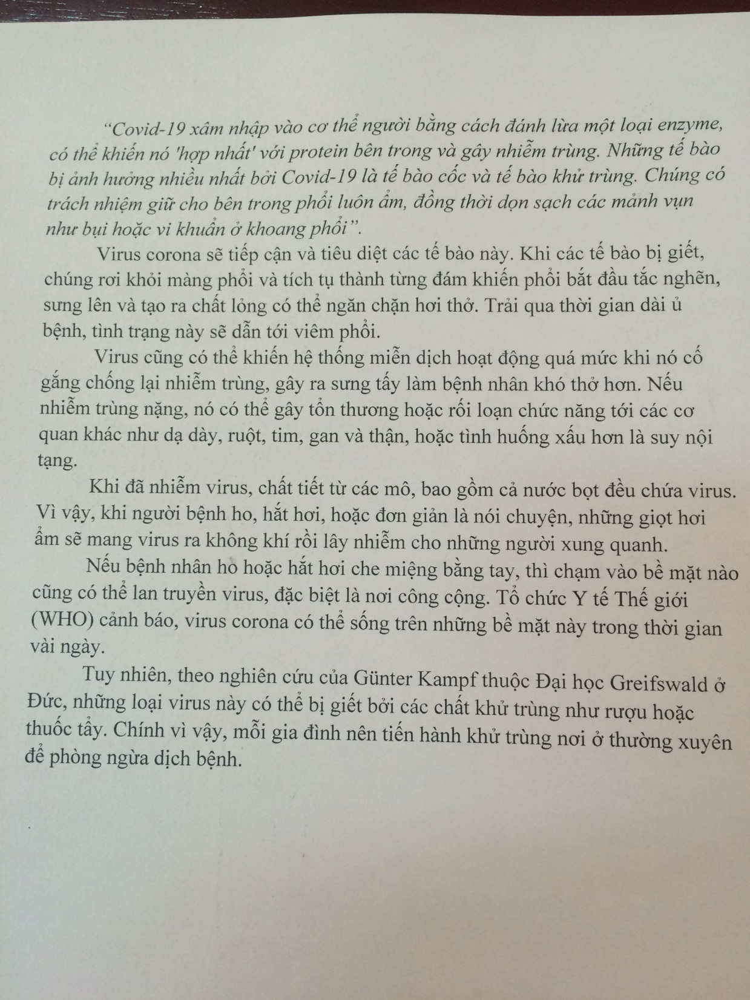 “Covid-19 xâm nhập vào cơ thể người bằng cách đánh lừa một loại enzyme,
có thể khiến nó 'hợp nhất' với protein bên trong và gây nhiễm trùng. Những tế bào
bị ảnh hưởng nhiều nhất bởi Covid-19 là tế bào cốc và tế bào khử trùng. Chúng có
trách nhiệm giữ cho bên trong phổi luôn ẩm, đồng thời dọn sạch các mảnh vụn
như bụi hoặc vi khuẩn ở khoang phổi”.
Virus corona sẽ tiếp cận và tiêu diệt các tế bào này. Khi các tế bào bị giết,
chúng rơi khỏi màng phổi và tích tụ thành từng đám khiến phổi bắt đầu tắc nghẽn,
sưng lên và tạo ra chất lỏng có thể ngăn chặn hơi thở. Trải qua thời gian dài ủ
bệnh, tình trạng này sẽ dẫn tới viêm phổi.
Virus cũng có thể khiến hệ thống miễn dịch hoạt động quá mức khi nó cố
gắng chống lại nhiễm trùng, gây ra sưng tấy làm bệnh nhân khó thở hơn. Nếu
nhiễm trùng nặng, nó có thể gây tổn thương hoặc rối loạn chức năng tới các cơ
quan khác như dạ dày, ruột, tim, gan và thận, hoặc tình huống xấu hơn là suy nội
tạng.
Khi đã nhiễm virus, chất tiết từ các mô, bao gồm cả nước bọt đều chứa virus.
Vì vậy, khi người bệnh ho, hắt hơi, hoặc đơn giản là nói chuyện, những giọt hơi
ẩm sẽ mang virus ra không khí rồi lây nhiễm cho những người xung quanh.
Nếu bệnh nhân ho hoặc hắt hơi che miệng bằng tay, thì chạm vào bề mặt nào
cũng có thể lan truyền virus, đặc biệt là nơi công cộng. Tổ chức Y tế Thế giới
(WHO) cảnh báo, virus corona có thể sống trên những bề mặt này trong thời gian
vài ngày.
Tuy nhiên, theo nghiên cứu của Günter Kampf thuộc Đại học Greifswald ở
Đức, những loại virus này có thể bị giết bởi các chất khử trùng như rượu hoặc
thuốc tẩy. Chính vì vậy, mỗi gia đình nên tiến hành khử trùng nơi ở thường xuyên
để phòng ngừa dịch bệnh.